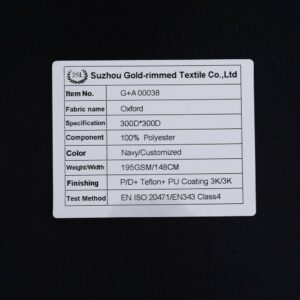 Suzhou Gold-rimmed Textile Co.,Ltd
Item No. G+A 00038
Fabric name Oxford
Specification 300D*300D
Component 100% Polyester
Color Navy/Customized
Weight/Width 195GSM/148CM
Finishing P/D+ Teflon+ PU Coating 3K/3K
Test Method EN ISO 20471/EN343 Class4